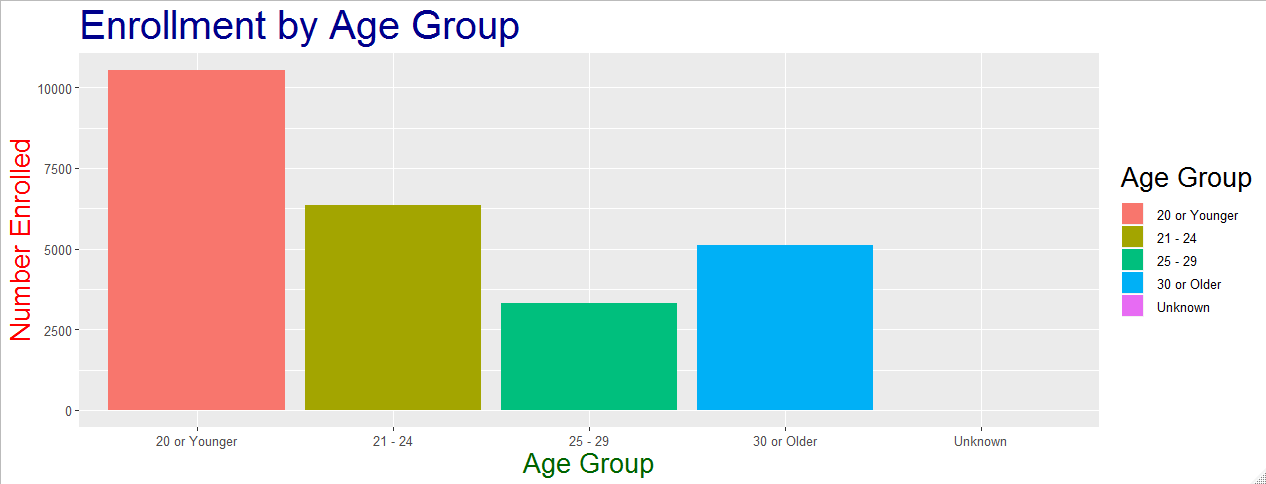 Enrollment by Age Group
Number Enrolled
10000
7500
5000
2500
0
20 or Younger
21 - 24
25 - 29
30 or Older
Unknown
Age Group
Age Group
20 or Younger
21 - 24
25 - 29
30 or Older
Unknown